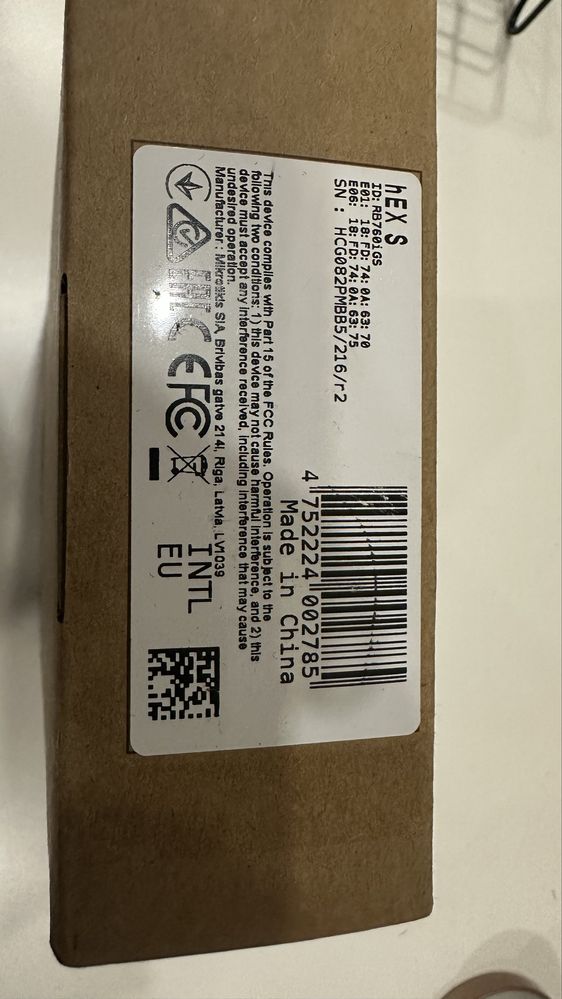 hEX S
ID: RB760iGS
E01: 18:FD:74:0A:63:70
E06: 18:FD:74:0A:63:75
SN : HCG082PMBB5/216/r2
4 752224 002785
Made in China
This device complies with Part 15 of the FCC Rules. Operation is subject to the
following two conditions: 1) this device may not cause harmful interference, and 2) this
device must accept any interference received, including interference that may cause
undesired operation.
Manufacturer : Mikrotikls SIA, Brivibas gatve 214i, Riga, Latvia, LV1039
EAC CE FC
INTL
EU